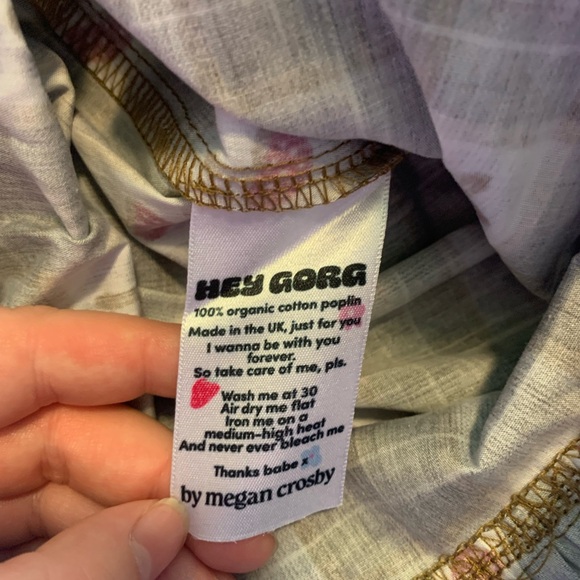 HEY GORG
100% organic cotton poplin
Made in the UK, just for you
I wanna be with you
forever.
So take care of me, pls.
Wash me at 30
Air dry me flat
Iron me on a
medium-high heat
And never ever bleach me
Thanks babe x
by megan crosby